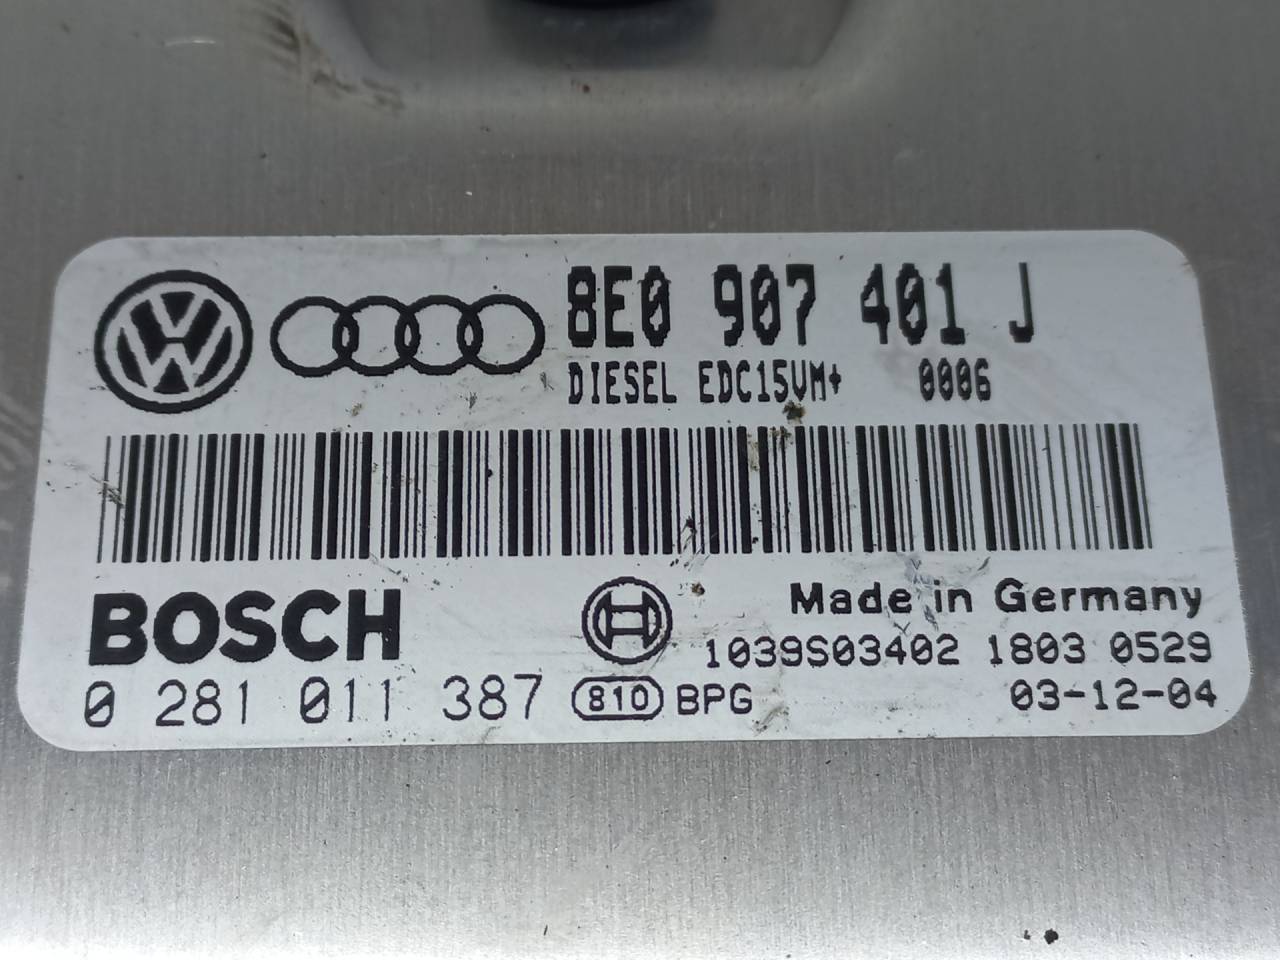 8E0 907 401 J
DIESEL EDC15VM+ 0006
BOSCH
Made in Germany
1039S03402 1803 0529
0 281 011 387 810 BPG 03-12-04